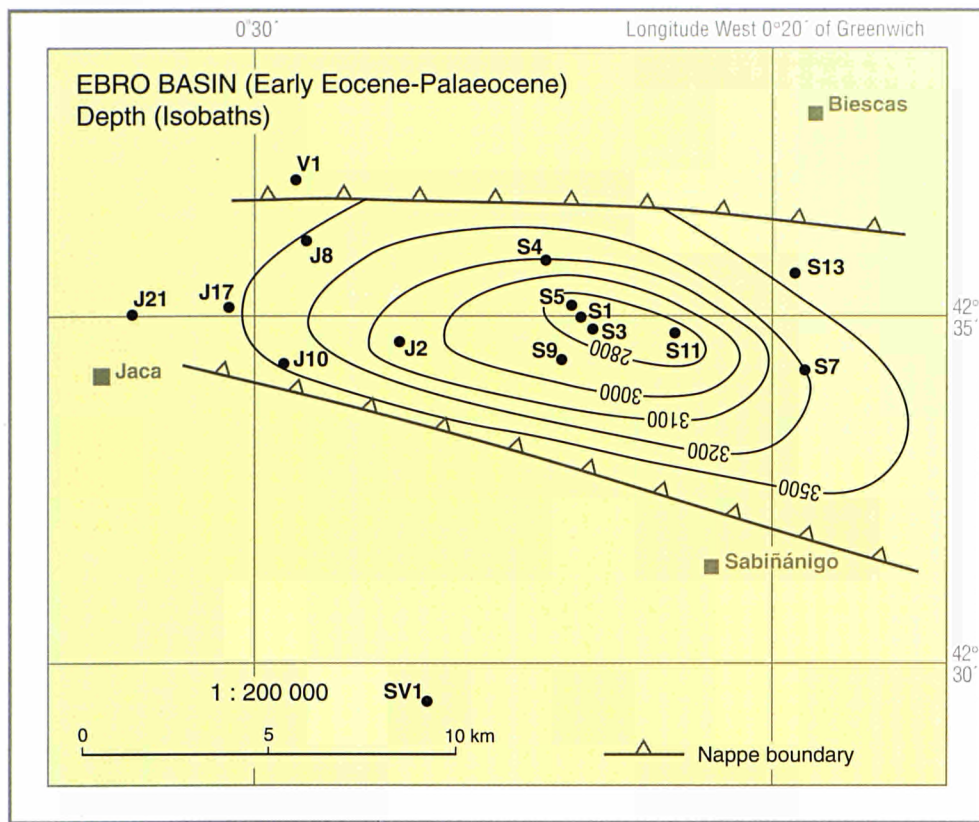 0°30´
Longitude West 0°20´ of Greenwich
EBRO BASIN (Early Eocene-Palaeocene)
Depth (Isobaths)
Biescas
V1
J8
S4
S13
J21
J17
S5
S1
S3
42°
35´
J2
S9
2800
S11
J10
S7
Jaca
3000
3100
3200
3500
Sabiñánigo
42°
30´
1 : 200 000
SV1
0
5
10 km
Nappe boundary